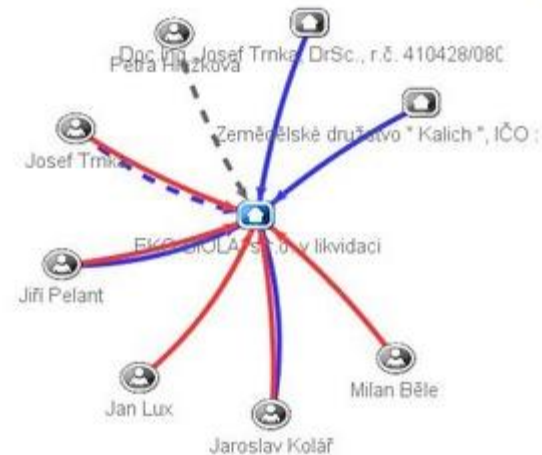 Doc. Ing. Josef Trnka, DrSc., r.č. 410428/080
Petra
Zemědělské družstvo " Kalich ", IČO :
Josef Trnka
v likvidaci
Jiří Pelant
Milan Běle
Jan Lux
Jaroslav Kolář